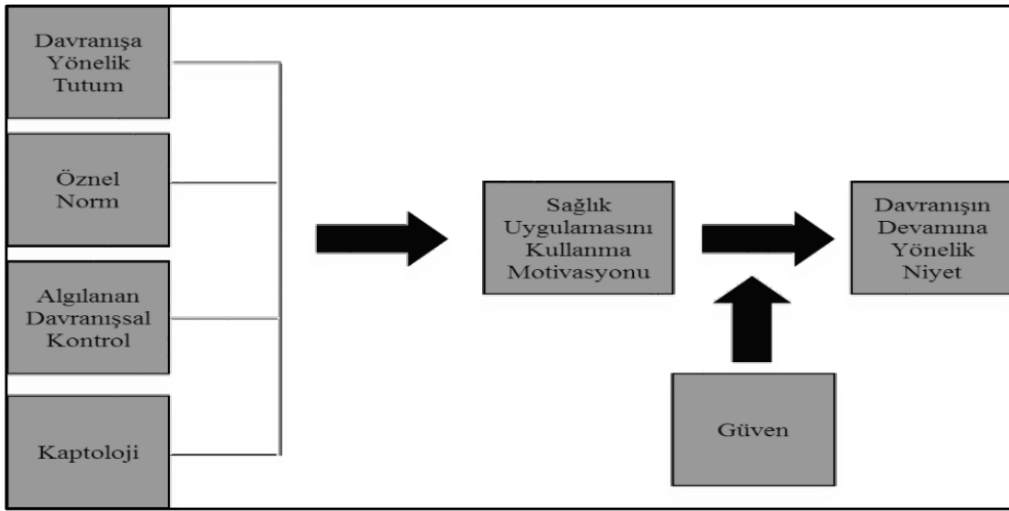 Davranışa
Yönelik
Tutum
Öznel
Norm
Algılanan
Davranışsal
Kontrol
Kaptoloji
Sağlık
Uygulamasını
Kullanma
Motivasyonu
Davranışın
Devamına
Yönelik
Niyet
Güven